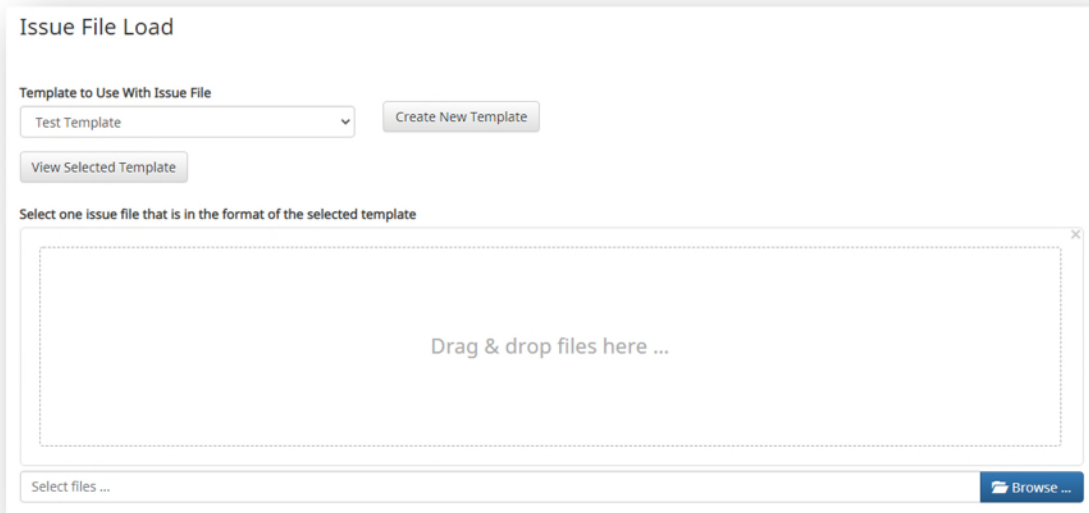 Issue File Load
Template to Use With Issue File
Test Template
Create New Template
View Selected Template
Select one issue file that is in the format of the selected template
×
Drag & drop files here ...
Select files ...
Browse ...